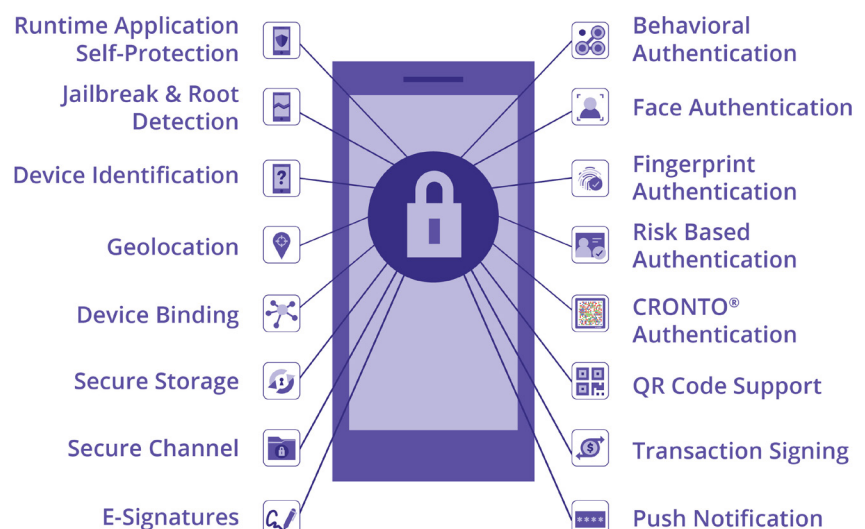 Runtime Application
Self-Protection
Jailbreak & Root
Detection
Device Identification
Geolocation
Device Binding
Secure Storage
Secure Channel
E-Signatures
?
Behavioral
Authentication
Face Authentication
Fingerprint
Authentication
Risk Based
Authentication
CRONTO®
Authentication
QR Code Support
Transaction Signing
$
Push Notification
****